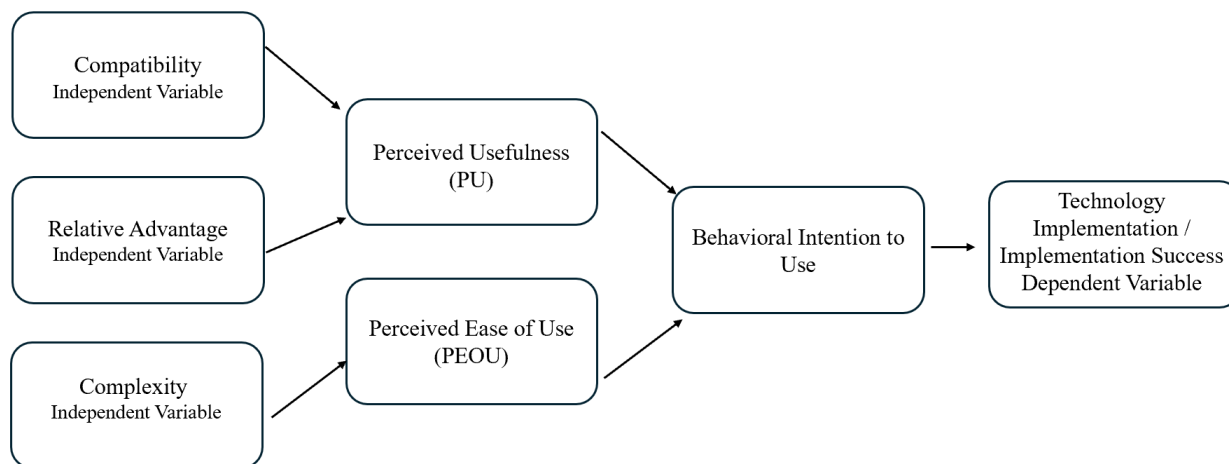 Compatibility
Independent Variable
Perceived Usefulness
(PU)
Relative Advantage
Independent Variable
Behavioral Intention to
Use
Technology
Implementation /
Implementation Success
Dependent Variable
Perceived Ease of Use
(PEOU)
Complexity
Independent Variable